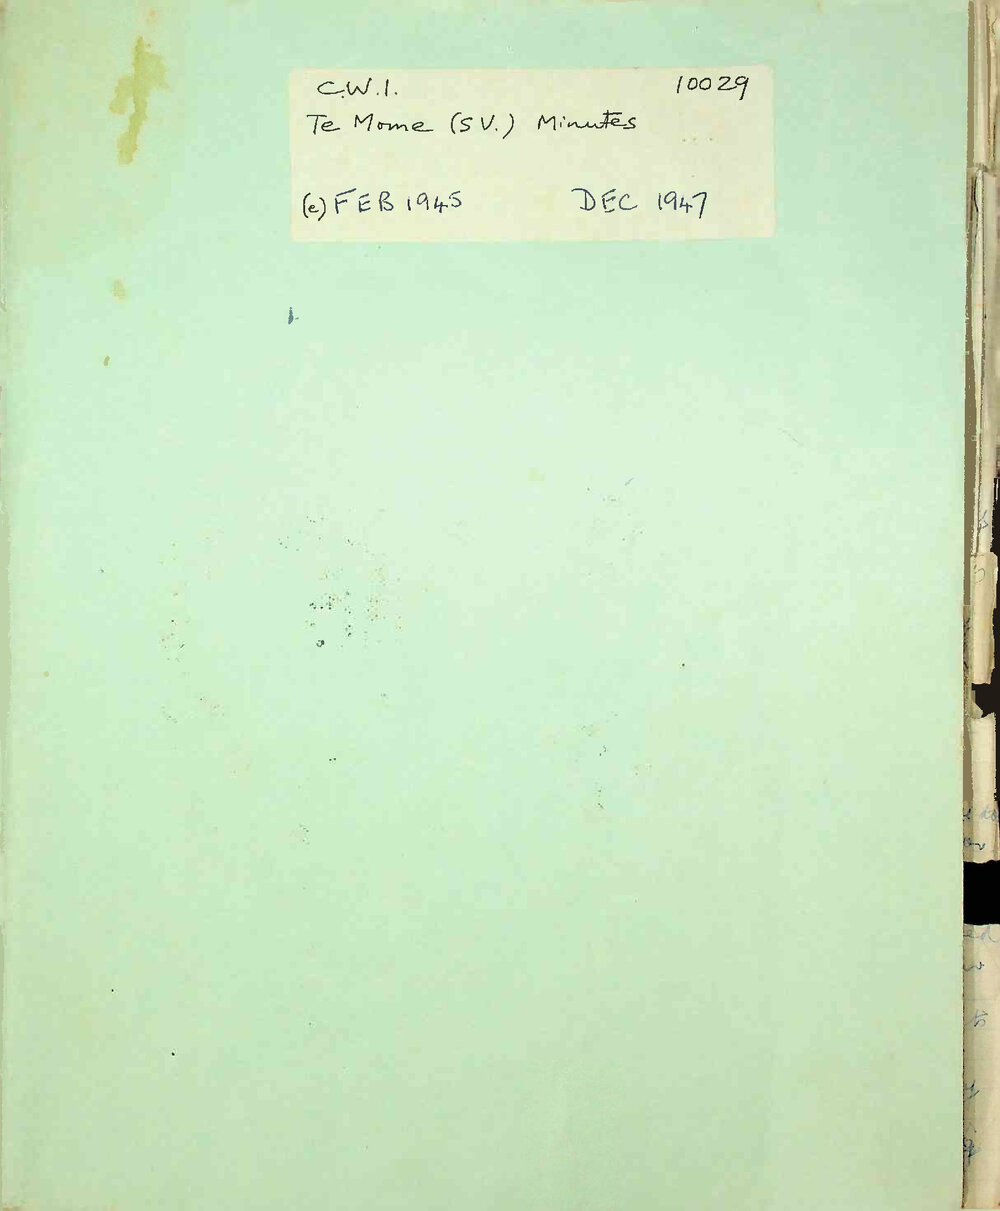 C.W.I. 10029
Te Mome (S V.) Minutes
(e) FEB 1945 DEC 1947